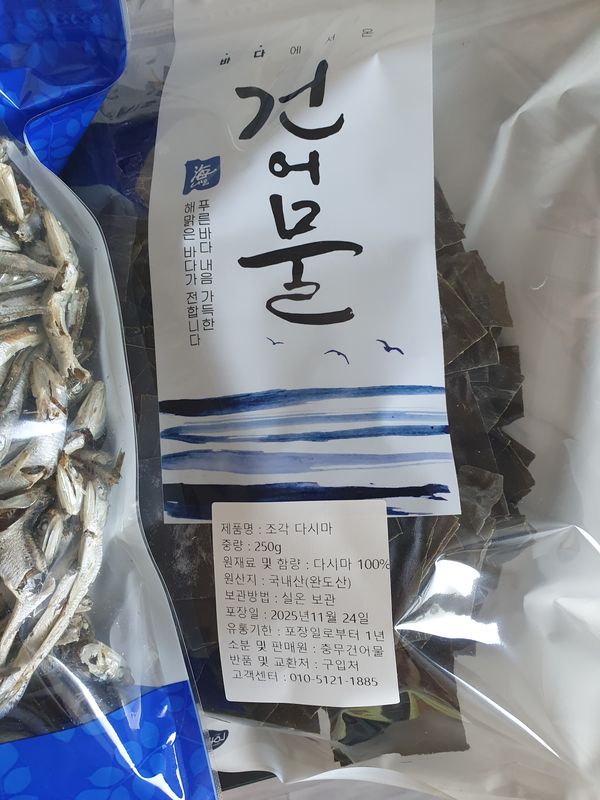 바다에서 온
건어물
海
푸른바다 내음 가득한
해맑은 바다가 전합니다
제품명 : 조각 다시마
중량 : 250g
원재료 및 함량 : 다시마 100%
원산지 : 국내산(완도산)
보관방법 : 실온 보관
포장일 : 2025년11월 24일
유통기한 : 포장일로부터 1년
소분 및 판매원 : 충무건어물
반품 및 교환처 : 구입처
고객센터 : 010-5121-1885